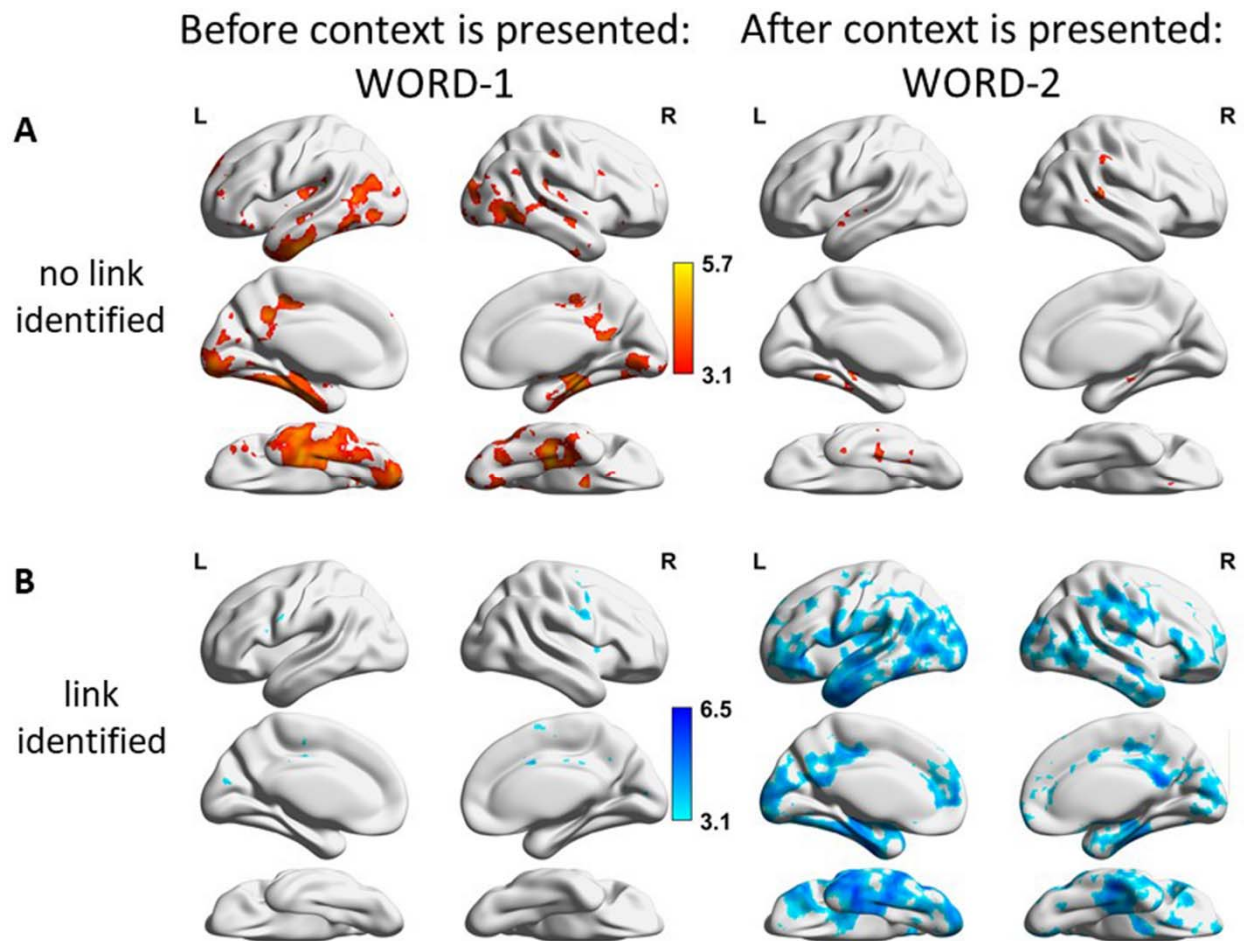 Before context is presented:
WORD-1
After context is presented:
WORD-2
A
L
R
L
R
no link
identified
5.7
3.1
B
L
R
L
R
link
identified
6.5
3.1